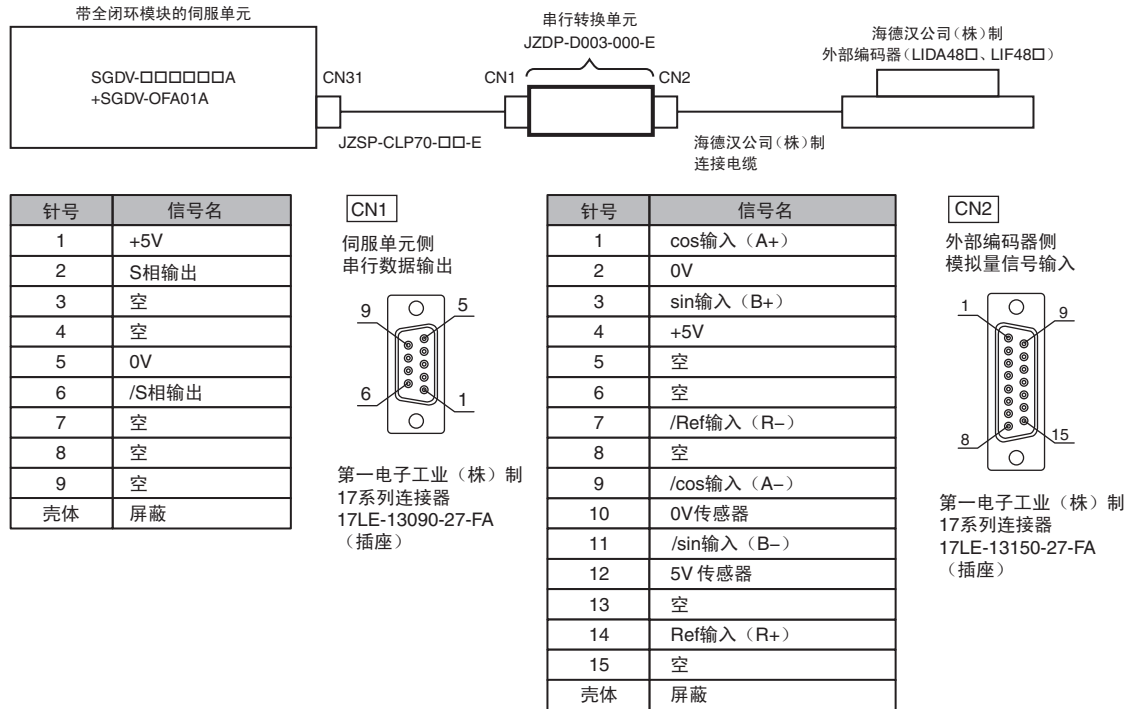 带全闭环模块的伺服单元
SGDV-□□□□□□A
+SGDV-OFA01A
CN31
JZSP-CLP70-□□-E
串行转换单元
JZDP-D003-000-E
CN1
CN2
海德汉公司（株）制
外部编码器（LIDA48□、LIF48□）
海德汉公司（株）制
连接电缆
针号 信号名
1 +5V
2 S相输出
3 空
4 空
5 0V
6 /S相输出
7 空
8 空
9 空
壳体 屏蔽
CN1
伺服单元侧
串行数据输出
9 5
6 1
第一电子工业（株）制
17系列连接器
17LE-13090-27-FA
（插座）
针号 信号名
1 cos输入（A+）
2 0V
3 sin输入（B+）
4 +5V
5 空
6 空
7 /Ref输入（R−）
8 空
9 /cos输入（A−）
10 0V传感器
11 /sin输入（B−）
12 5V 传感器
13 空
14 Ref输入（R+）
15 空
壳体 屏蔽
CN2
外部编码器侧
模拟量信号输入
1 9
8 15
第一电子工业（株）制
17系列连接器
17LE-13150-27-FA
（插座）